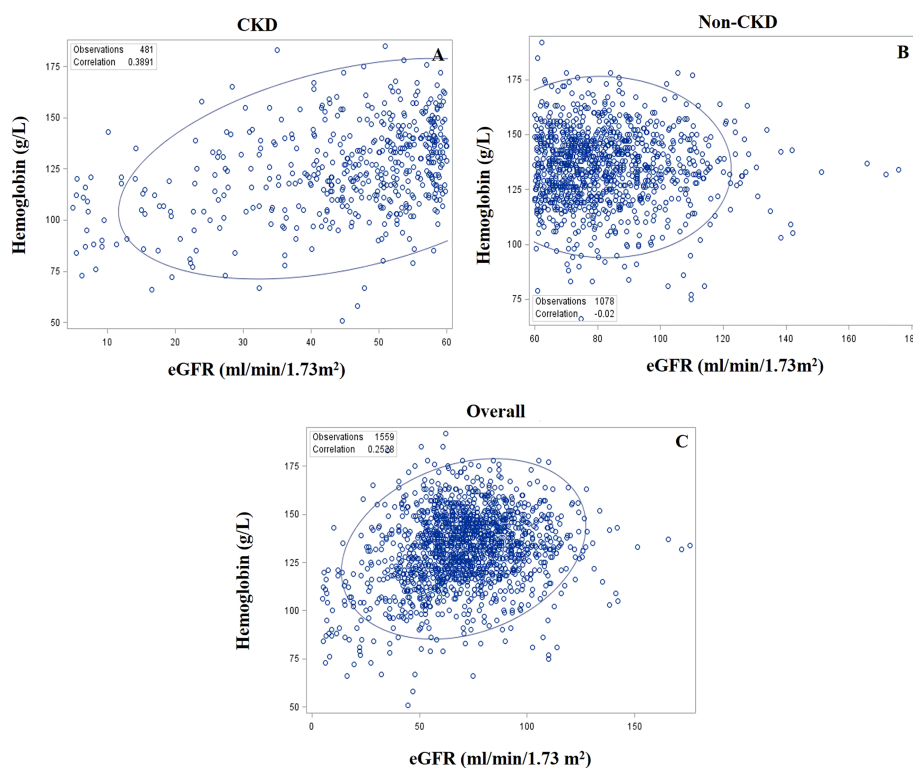 CKD
Observations 481
Correlation 0.3891
A
175
150
125
100
75
50
Hemoglobin (g/L)
10 20 30 40 50 60
eGFR (ml/min/1.73m²)
Non-CKD
B
175
150
125
100
75
Hemoglobin (g/L)
Observations 1078
Correlation -0.02
60 80 100 120 140 160 180
eGFR (ml/min/1.73m²)
Overall
Observations 1559
Correlation 0.2528
C
175
150
125
100
75
50
Hemoglobin (g/L)
0 50 100 150
eGFR (ml/min/1.73 m²)